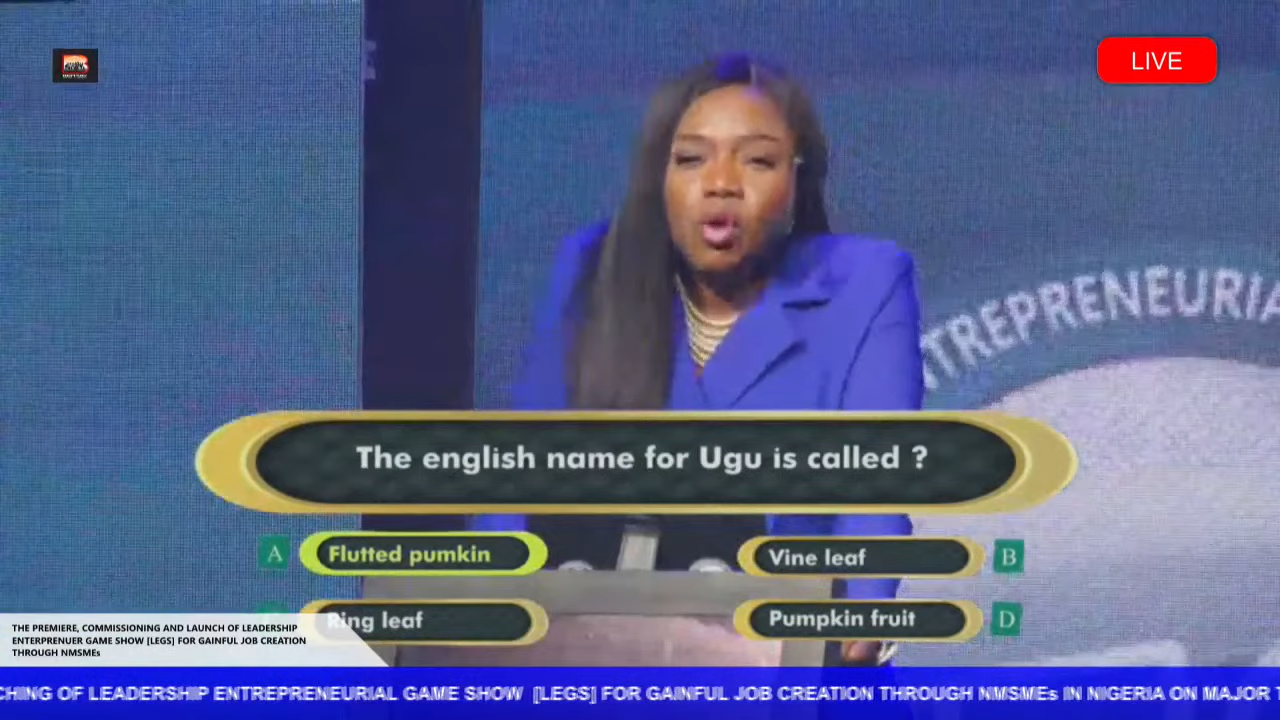 LIVE
NTREPRENEURIA
The english name for Ugu is called ?
A
Flutted pumkin
Vine leaf
B
Ring leaf
Pumpkin fruit
D
THE PREMIERE, COMMISSIONING AND LAUNCH OF LEADERSHIP
ENTERPRENUER GAME SHOW [LEGS] FOR GAINFUL JOB CREATION
THROUGH NMSMEs
CHING OF LEADERSHIP ENTREPRENEURIAL GAME SHOW [LEGS] FOR GAINFUL JOB CREATION THROUGH NMSMEs IN NIGERIA ON MAJOR T